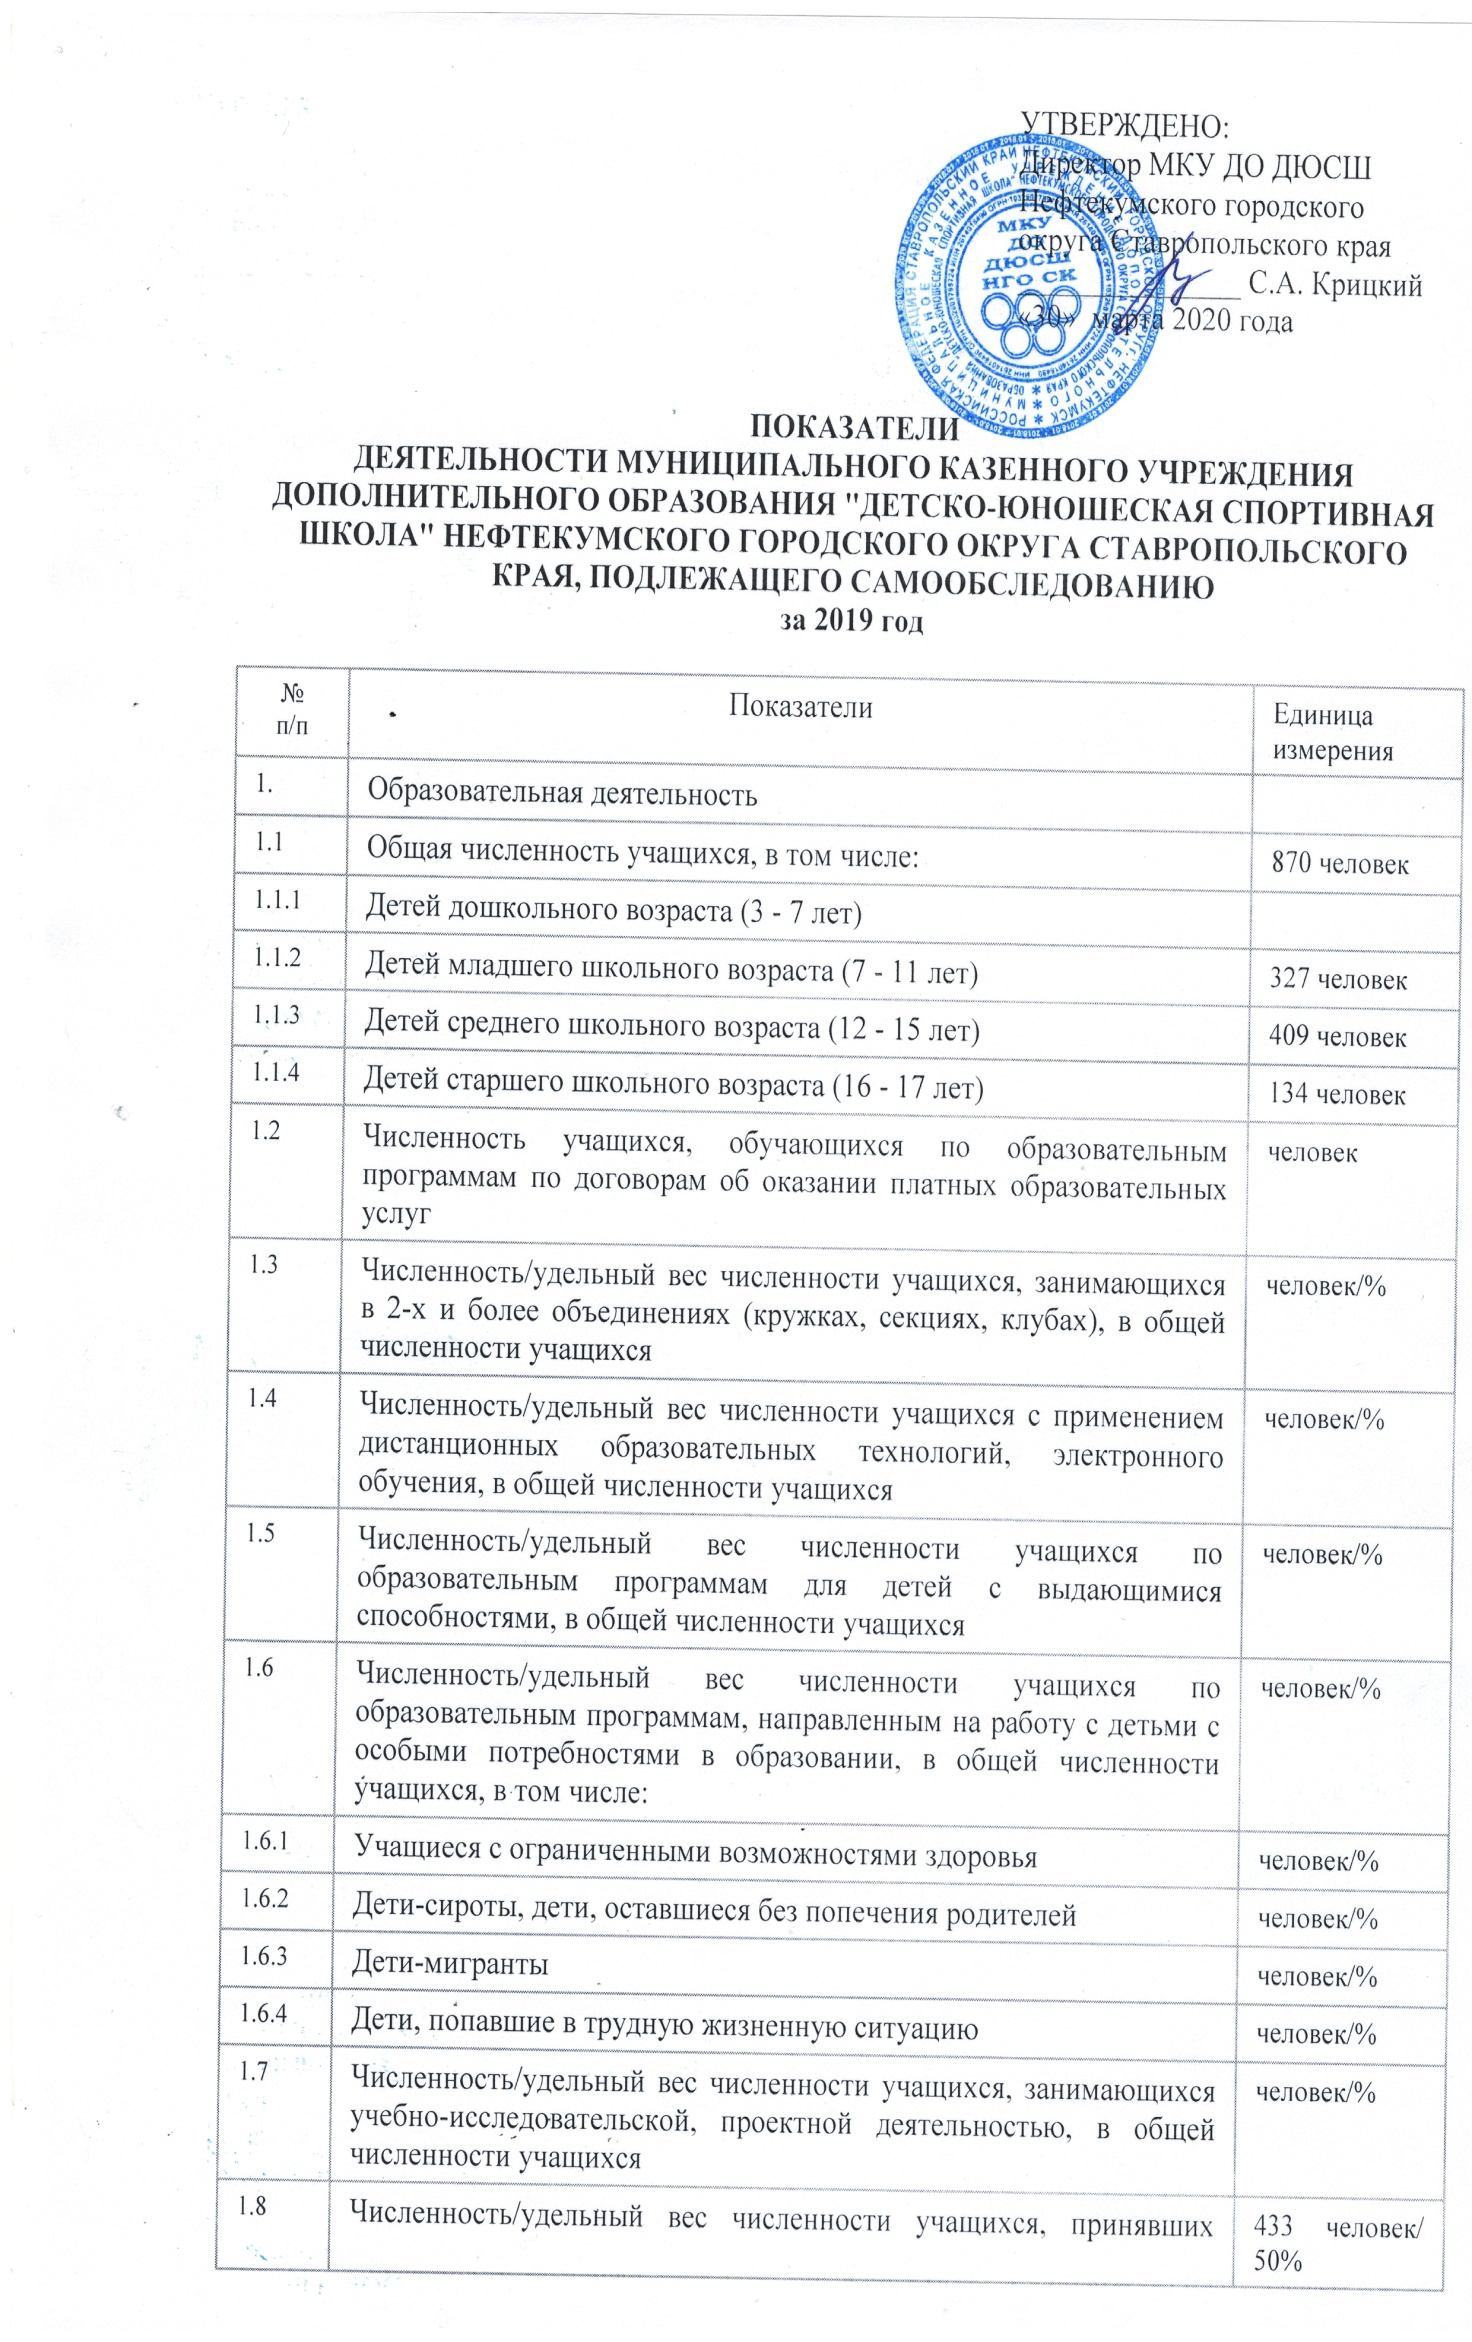 УТВЕРЖДЕНО:
Директор МКУ ДО ДЮСШ
Нефтекумского городского
округа Ставропольского края
С.А. Крицкий
«30» марта 2020 года
МКУ
ДО
ДЮСШ
НГО СК
ПОКАЗАТЕЛИ
ДЕЯТЕЛЬНОСТИ МУНИЦИПАЛЬНОГО КАЗЕННОГО УЧРЕЖДЕНИЯ
ДОПОЛНИТЕЛЬНОГО ОБРАЗОВАНИЯ "ДЕТСКО-ЮНОШЕСКАЯ СПОРТИВНАЯ
ШКОЛА" НЕФТЕКУМСКОГО ГОРОДСКОГО ОКРУГА СТАВРОПОЛЬСКОГО
КРАЯ, ПОДЛЕЖАЩЕГО САМООБСЛЕДОВАНИЮ
за 2019 год
№
п/п
Показатели
Единица
измерения
1.
Образовательная деятельность
1.1
Общая численность учащихся, в том числе:
870 человек
1.1.1
Детей дошкольного возраста (3 - 7 лет)
1.1.2
Детей младшего школьного возраста (7 - 11 лет)
327 человек
1.1.3
Детей среднего школьного возраста (12 - 15 лет)
409 человек
1.1.4
Детей старшего школьного возраста (16 - 17 лет)
134 человек
1.2
Численность учащихся, обучающихся по образовательным
программам по договорам об оказании платных образовательных
услуг
человек
1.3
Численность/удельный вес численности учащихся, занимающихся
в 2-х и более объединениях (кружках, секциях, клубах), в общей
численности учащихся
человек/%
1.4
Численность/удельный вес численности учащихся с применением
дистанционных образовательных технологий, электронного
обучения, в общей численности учащихся
человек/%
1.5
Численность/удельный вес численности учащихся по
образовательным программам для детей с выдающимися
способностями, в общей численности учащихся
человек/%
1.6
Численность/удельный вес численности учащихся по
образовательным программам, направленным на работу с детьми с
особыми потребностями в образовании, в общей численности
учащихся, в том числе:
человек/%
1.6.1
Учащиеся с ограниченными возможностями здоровья
человек/%
1.6.2
Дети-сироты, дети, оставшиеся без попечения родителей
человек/%
1.6.3
Дети-мигранты
человек/%
1.6.4
Дети, попавшие в трудную жизненную ситуацию
человек/%
1.7
Численность/удельный вес численности учащихся, занимающихся
учебно-исследовательской, проектной деятельностью, в общей
численности учащихся
человек/%
1.8
Численность/удельный вес численности учащихся, принявших
433 человек/
50%